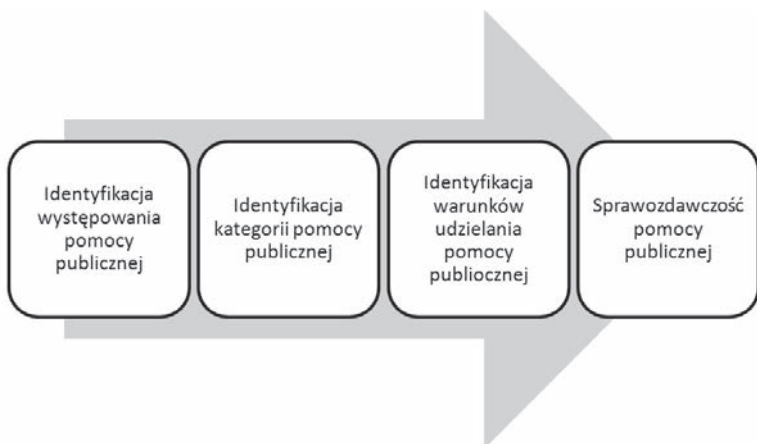 Identyfikacja
występowania
pomocy
publicznej
Identyfikacja
kategorii pomocy
publicznej
Identyfikacja
warunków
udzielania
pomocy
publiocznej
Sprawozdawczość
pomocy
publicznej